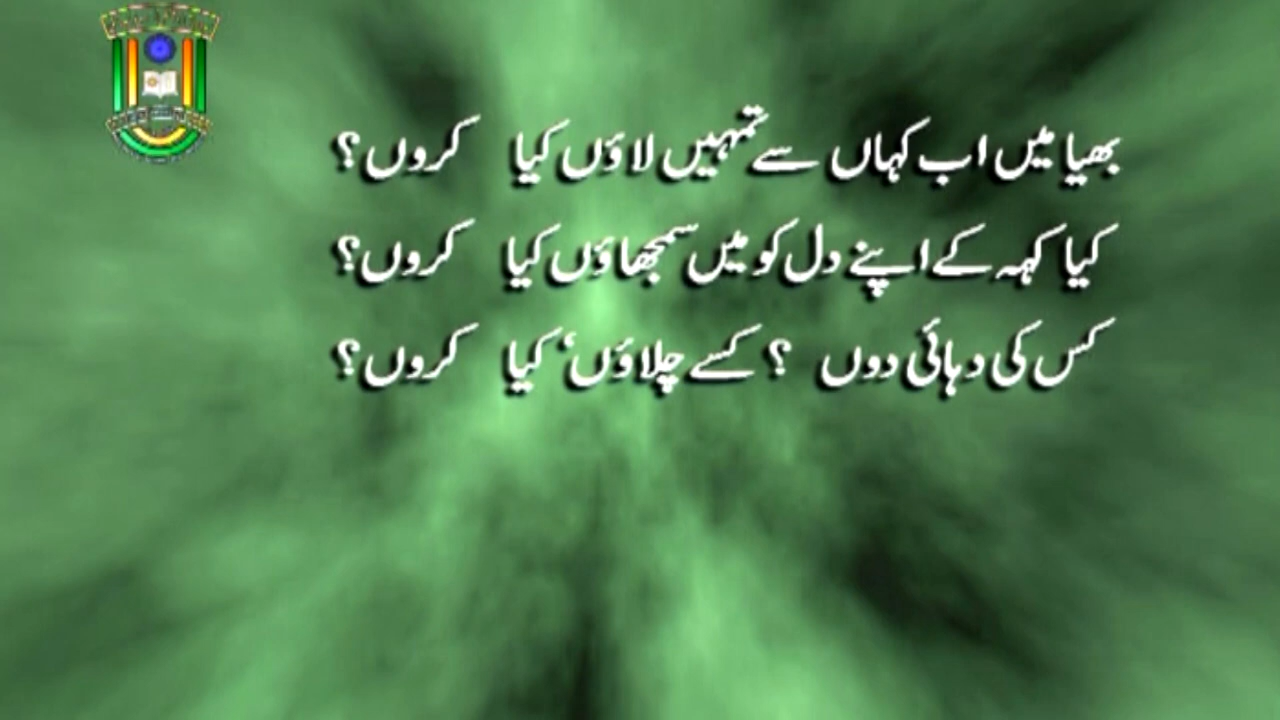 بھیا میں اب کہاں سے تمہیں لاؤں کیا کروں؟
کیا کہہ کے اپنے دل کو میں سمجھاؤں کیا کروں؟
کس کی دہائی دوں ؟ کسے چلاؤں‘ کیا کروں؟